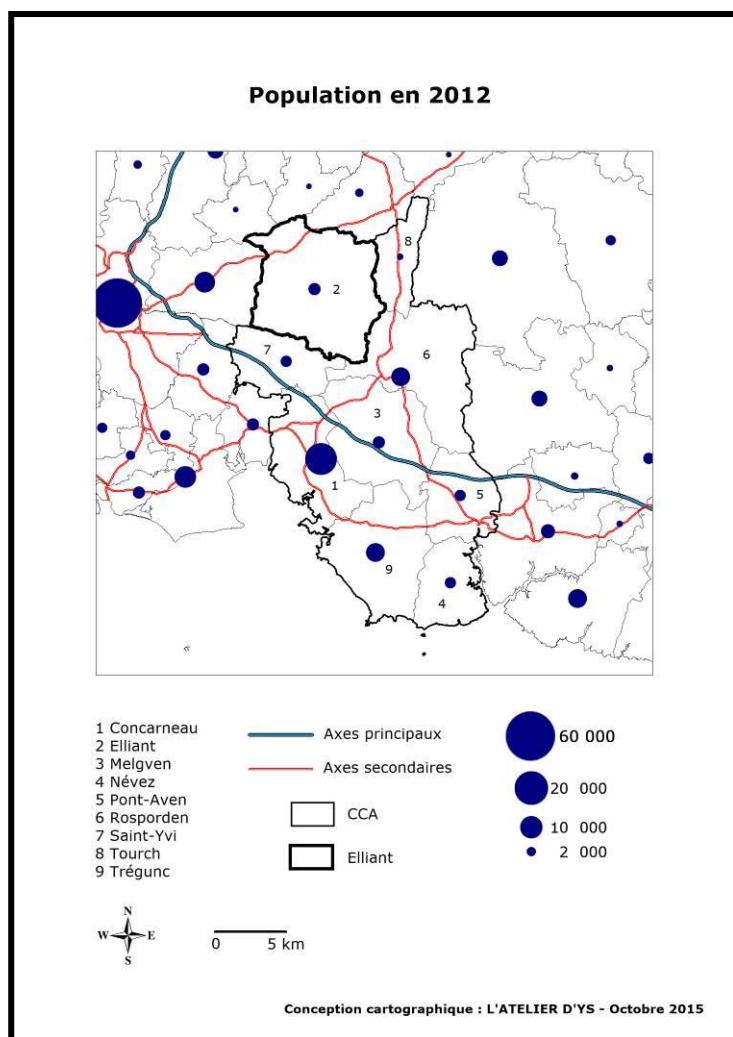 Population en 2012
8
2
7
6
3
1
5
9
4
1 Concarneau
2 Elliant
3 Melgven
4 Névez
5 Pont-Aven
6 Rosporden
7 Saint-Yvi
8 Tourch
9 Trégunc
Axes principaux
Axes secondaires
CCA
Elliant
60 000
20 000
10 000
2 000
N
W E
S
0 5 km
Conception cartographique : L'ATELIER D'YS - Octobre 2015